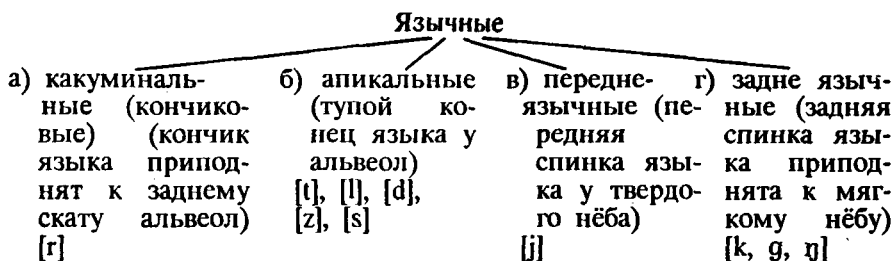 Язычные
а) какуминаль-
ные (кончико-
вые) (кончик
языка припод-
нят к заднему
скату альвеол)
[r]
б) апикальные
(тупой ко-
нец языка у
альвеол)
[t], [l], [d],
[z], [s]
в) передне-
язычные (пе-
редняя
спинка язы-
ка у твердо-
го нёба)
[j]
г) задне языч-
ные (задняя
спинка язы-
ка припод-
нята к мяг-
кому нёбу)
[k, g, ŋ]